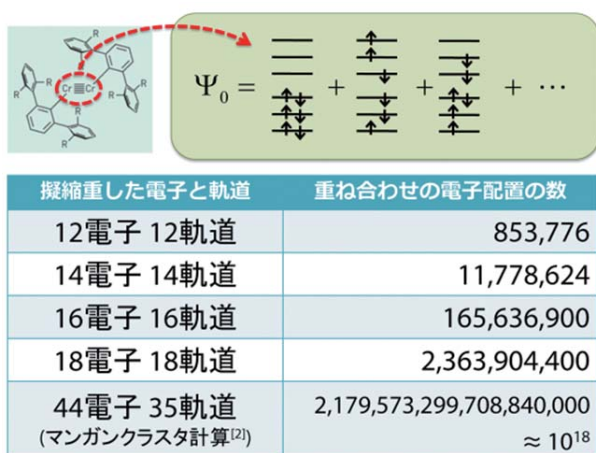 R R
R R
Cr≡Cr
R R
R R
Ψ₀ = + + + ⋯
擬縮重した電子と軌道 重ね合わせの電子配置の数
12電子 12軌道 853,776
14電子 14軌道 11,778,624
16電子 16軌道 165,636,900
18電子 18軌道 2,363,904,400
44電子 35軌道 2,179,573,299,708,840,000
(マンガンクラスタ計算[2]) ≈ 10¹⁸